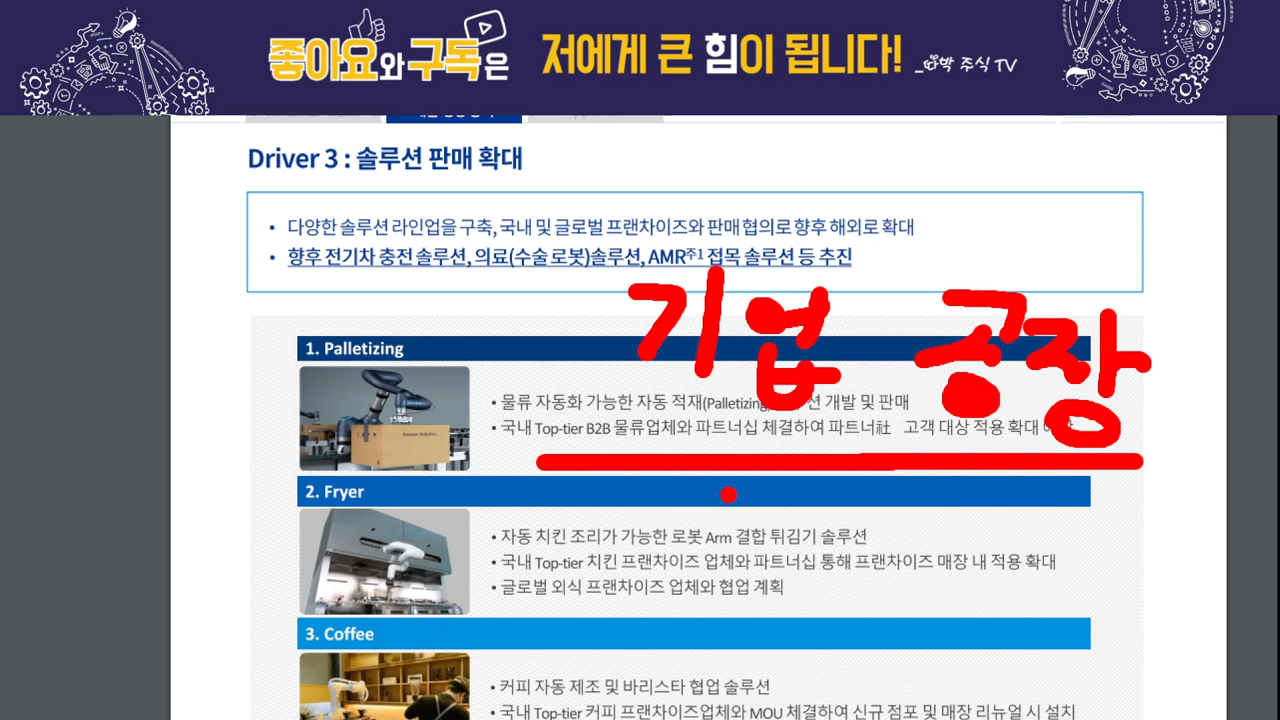 좋아요와 구독은 저에게 큰 힘이 됩니다!
박 주식 TV
Driver 3 : 솔루션 판매 확대
• 다양한 솔루션 라인업을 구축, 국내 및 글로벌 프랜차이즈와 판매 협의로 향후 해외로 확대
• 향후 전기차 충전 솔루션, 의료(수술 로봇)솔루션, AMR주1 접목 솔루션 등 추진
기업 공장
1. Palletizing
• 물류 자동화 가능한 자동 적재(Palletizing) 개발 및 판매
• 국내 Top-tier B2B 물류업체와 파트너십 체결하여 파트너社 고객 대상 적용 확대
2. Fryer
• 자동 치킨 조리가 가능한 로봇 Arm 결합 튀김기 솔루션
• 국내 Top-tier 치킨 프랜차이즈 업체와 파트너십 통해 프랜차이즈 매장 내 적용 확대
• 글로벌 외식 프랜차이즈 업체와 협업 계획
3. Coffee
• 커피 자동 제조 및 바리스타 협업 솔루션
• 국내 Top-tier 커피 프랜차이즈업체와 MOU 체결하여 신규 점포 및 매장 리뉴얼 시 설치